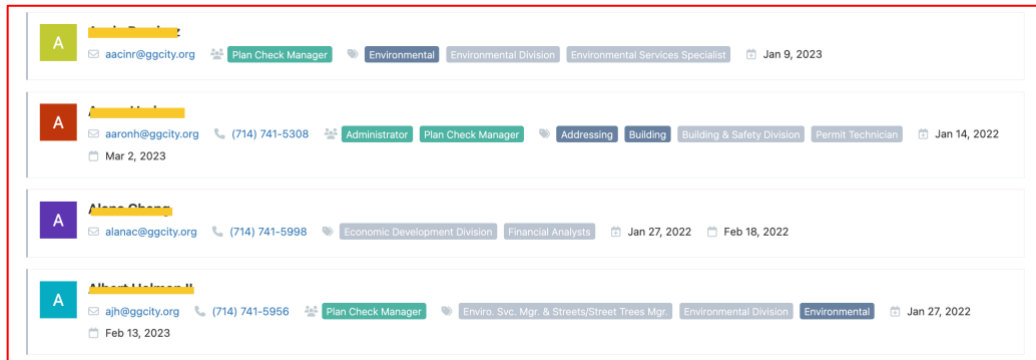 A
aacinr@ggcity.org Plan Check Manager Environmental Environmental Division Environmental Services Specialist Jan 9, 2023
A
aaronh@ggcity.org (714) 741-5308 Administrator Plan Check Manager Addressing Building Building & Safety Division Permit Technician Jan 14, 2022
Mar 2, 2023
A
alanac@ggcity.org (714) 741-5998 Economic Development Division Financial Analysts Jan 27, 2022 Feb 18, 2022
A
ajh@ggcity.org (714) 741-5956 Plan Check Manager Enviro. Svc. Mgr. & Streets/Street Trees Mgr. Environmental Division Environmental Jan 27, 2022
Feb 13, 2023